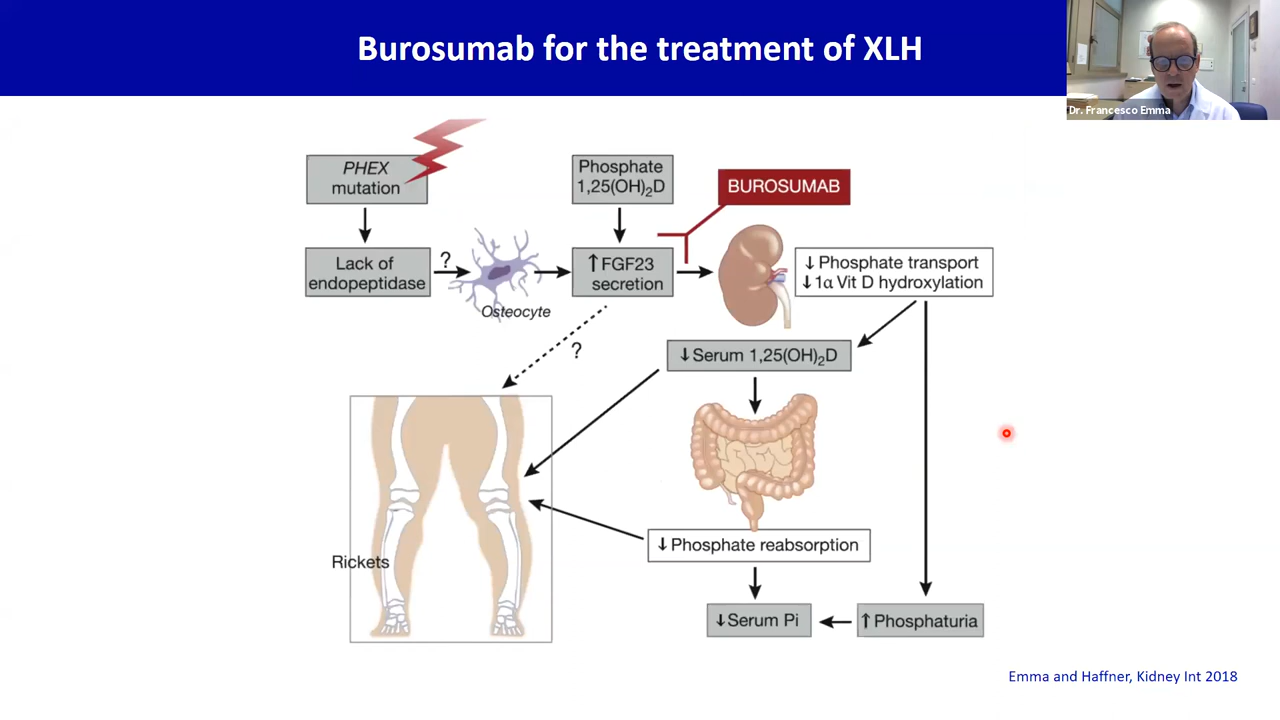 Burosumab for the treatment of XLH
Dr. Francesco Emma
PHEX
mutation
Phosphate
1,25(OH)₂D
BUROSUMAB
Lack of
endopeptidase
?
Osteocyte
↑FGF23
secretion
↓ Phosphate transport
↓ 1α Vit D hydroxylation
?
↓ Serum 1,25(OH)₂D
Rickets
↓ Phosphate reabsorption
↓ Serum Pi
↑ Phosphaturia
Emma and Haffner, Kidney Int 2018